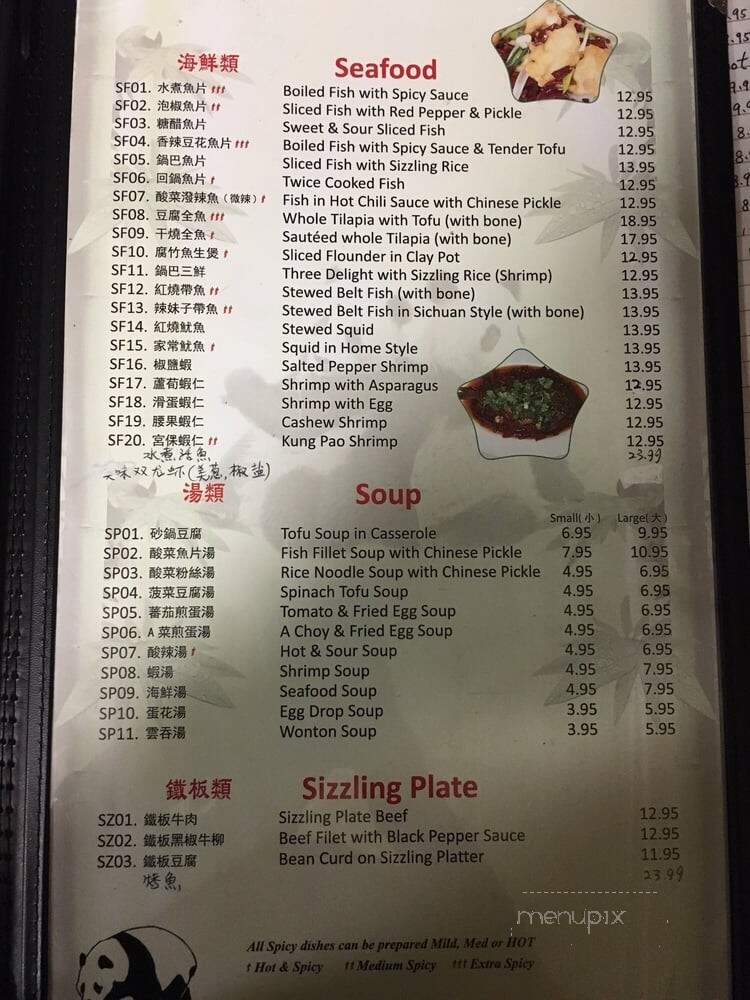 海鮮類 Seafood
SF01. 水煮魚片 ††† Boiled Fish with Spicy Sauce 12.95
SF02. 泡椒魚片 †† Sliced Fish with Red Pepper & Pickle 12.95
SF03. 糖醋魚片 Sweet & Sour Sliced Fish 12.95
SF04. 香辣豆花魚片 ††† Boiled Fish with Spicy Sauce & Tender Tofu 12.95
SF05. 鍋巴魚片 Sliced Fish with Sizzling Rice 13.95
SF06. 回鍋魚片 † Twice Cooked Fish 12.95
SF07. 酸菜潑辣魚（微辣）† Fish in Hot Chili Sauce with Chinese Pickle 12.95
SF08. 豆腐全魚 ††† Whole Tilapia with Tofu (with bone) 18.95
SF09. 干燒全魚 † Sautéed whole Tilapia (with bone) 17.95
SF10. 腐竹魚生煲 † Sliced Flounder in Clay Pot 12.95
SF11. 鍋巴三鮮 Three Delight with Sizzling Rice (Shrimp) 12.95
SF12. 紅燒帶魚 †† Stewed Belt Fish (with bone) 13.95
SF13. 辣妹子帶魚 †† Stewed Belt Fish in Sichuan Style (with bone) 13.95
SF14. 紅燒魷魚 Stewed Squid 13.95
SF15. 家常魷魚 † Squid in Home Style 13.95
SF16. 椒鹽蝦 Salted Pepper Shrimp 13.95
SF17. 蘆荀蝦仁 Shrimp with Asparagus 12.95
SF18. 滑蛋蝦仁 Shrimp with Egg 12.95
SF19. 腰果蝦仁 Cashew Shrimp 12.95
SF20. 宮保蝦仁 †† Kung Pao Shrimp 12.95
水煮活魚 23.99
味双龙虾(美葱,椒盐)
湯類 Soup
Small(小) Large(大)
SP01. 砂鍋豆腐 Tofu Soup in Casserole 6.95 9.95
SP02. 酸菜魚片湯 Fish Fillet Soup with Chinese Pickle 7.95 10.95
SP03. 酸菜粉絲湯 Rice Noodle Soup with Chinese Pickle 4.95 6.95
SP04. 菠菜豆腐湯 Spinach Tofu Soup 4.95 6.95
SP05. 蕃茄煎蛋湯 Tomato & Fried Egg Soup 4.95 6.95
SP06. A 菜煎蛋湯 A Choy & Fried Egg Soup 4.95 6.95
SP07. 酸辣湯 † Hot & Sour Soup 4.95 6.95
SP08. 蝦湯 Shrimp Soup 4.95 7.95
SP09. 海鮮湯 Seafood Soup 4.95 7.95
SP10. 蛋花湯 Egg Drop Soup 3.95 5.95
SP11. 雲吞湯 Wonton Soup 3.95 5.95
鐵板類 Sizzling Plate
SZ01. 鐵板牛肉 Sizzling Plate Beef 12.95
SZ02. 鐵板黑椒牛柳 Beef Filet with Black Pepper Sauce 12.95
SZ03. 鐵板豆腐 Bean Curd on Sizzling Platter 11.95
烤魚 23.99
menupix
All Spicy dishes can be prepared Mild, Med or HOT
† Hot & Spicy †† Medium Spicy ††† Extra Spicy